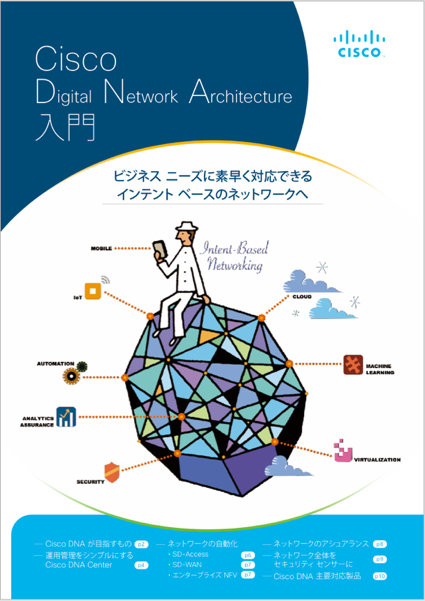 CISCO
Cisco
Digital Network Architecture
入門
ビジネス ニーズに素早く対応できる
インテント ベースのネットワークへ
MOBILE
Intent-Based
Networking
IoT
CLOUD
AUTOMATION
MACHINE
LEARNING
ANALYTICS
ASSURANCE
VIRTUALIZATION
SECURITY
Cisco DNA が目指すもの p2
運用管理をシンプルにする
Cisco DNA Center p4
ネットワークの自動化
・SD-Access p6
・SD-WAN p7
・エンタープライズ NFV p7
ネットワークのアシュアランス p8
ネットワーク全体を
セキュリティ センサーに p9
Cisco DNA 主要対応製品 p10